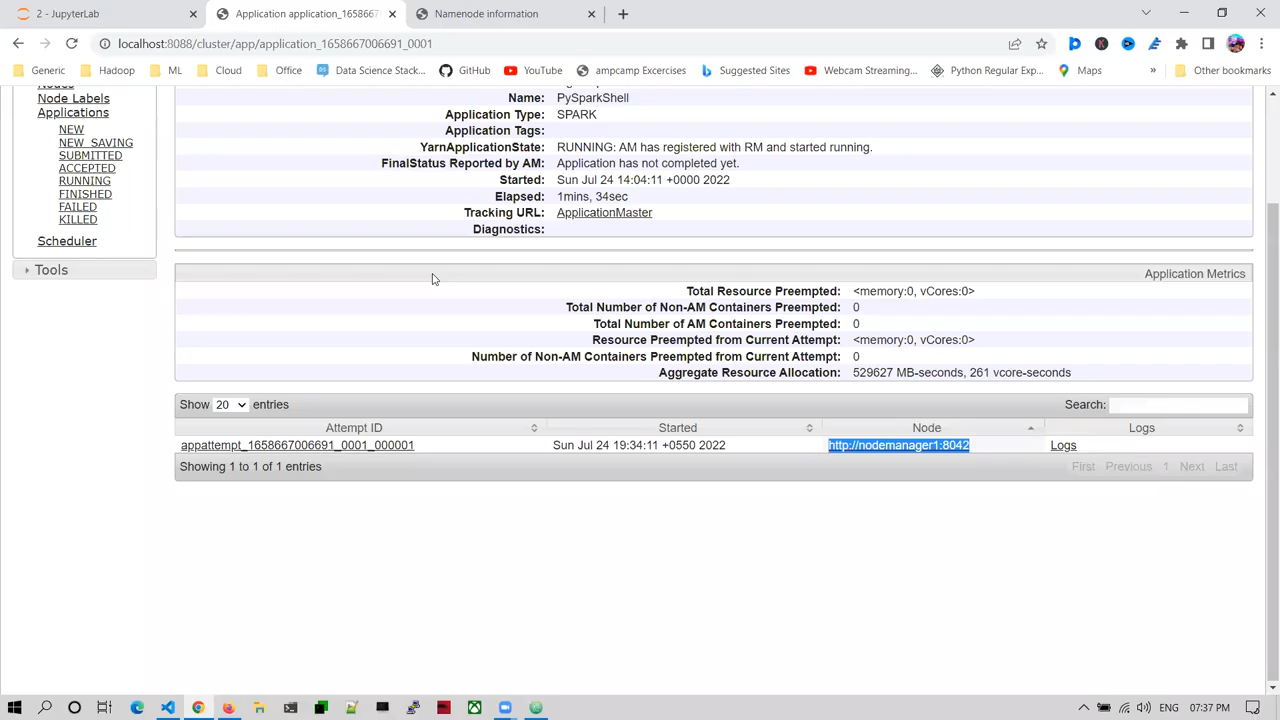 2 - JupyterLab
Application application_1658667
Namenode information
localhost:8088/cluster/app/application_1658667006691_0001
Generic
Hadoop
ML
Cloud
Office
Data Science Stack...
GitHub
YouTube
ampcamp Excercises
Suggested Sites
Webcam Streaming...
Python Regular Exp...
Maps
»
Other bookmarks
Nodes
Node Labels
Applications
NEW
NEW_SAVING
SUBMITTED
ACCEPTED
RUNNING
FINISHED
FAILED
KILLED
Scheduler
Tools
Name: PySparkShell
Application Type: SPARK
Application Tags:
YarnApplicationState: RUNNING: AM has registered with RM and started running.
FinalStatus Reported by AM: Application has not completed yet.
Started: Sun Jul 24 14:04:11 +0000 2022
Elapsed: 1mins, 34sec
Tracking URL: ApplicationMaster
Diagnostics:
Application Metrics
Total Resource Preempted: <memory:0, vCores:0>
Total Number of Non-AM Containers Preempted: 0
Total Number of AM Containers Preempted: 0
Resource Preempted from Current Attempt: <memory:0, vCores:0>
Number of Non-AM Containers Preempted from Current Attempt: 0
Aggregate Resource Allocation: 529627 MB-seconds, 261 vcore-seconds
Show 20 entries Search:
Attempt ID Started Node Logs
appattempt_1658667006691_0001_000001 Sun Jul 24 19:34:11 +0550 2022 http://nodemanager1:8042 Logs
Showing 1 to 1 of 1 entries First Previous 1 Next Last
ENG 07:37 PM